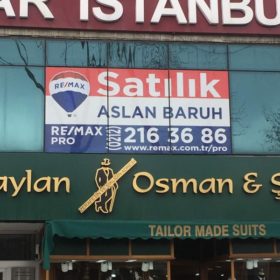 AR ISTANBU
RE/MAX
Satılık
ASLAN BARUH
RE/MAX
PRO
(0212) 216 36 86
www.remax.com.tr/pro
aylan Osman & Ş
TAILOR MADE SUITS